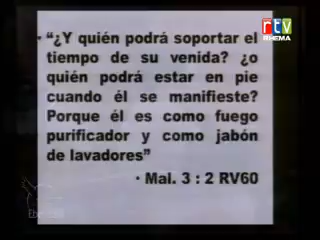 rtv
RHEMA
• “¿Y quién podrá soportar el
tiempo de su venida? ¿o
quién podrá estar en pie
cuando él se manifieste?
Porque él es como fuego
purificador y como jabón
de lavadores”
• Mal. 3 : 2 RV60